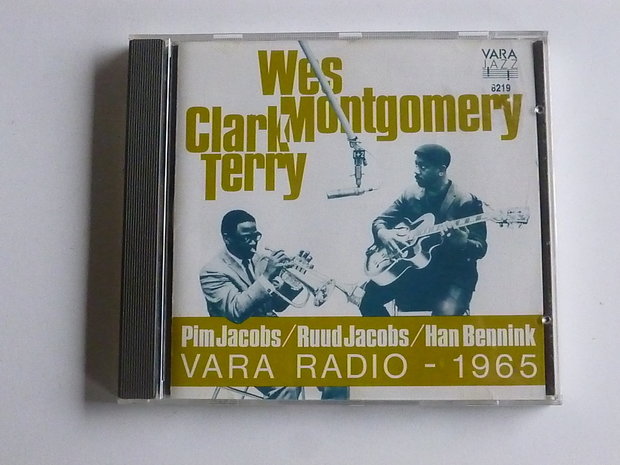 Wes
Montgomery
Clark
Terry
VARA
JAZZ
8219
Pim Jacobs/Ruud Jacobs/Han Bennink
VARA RADIO - 1965